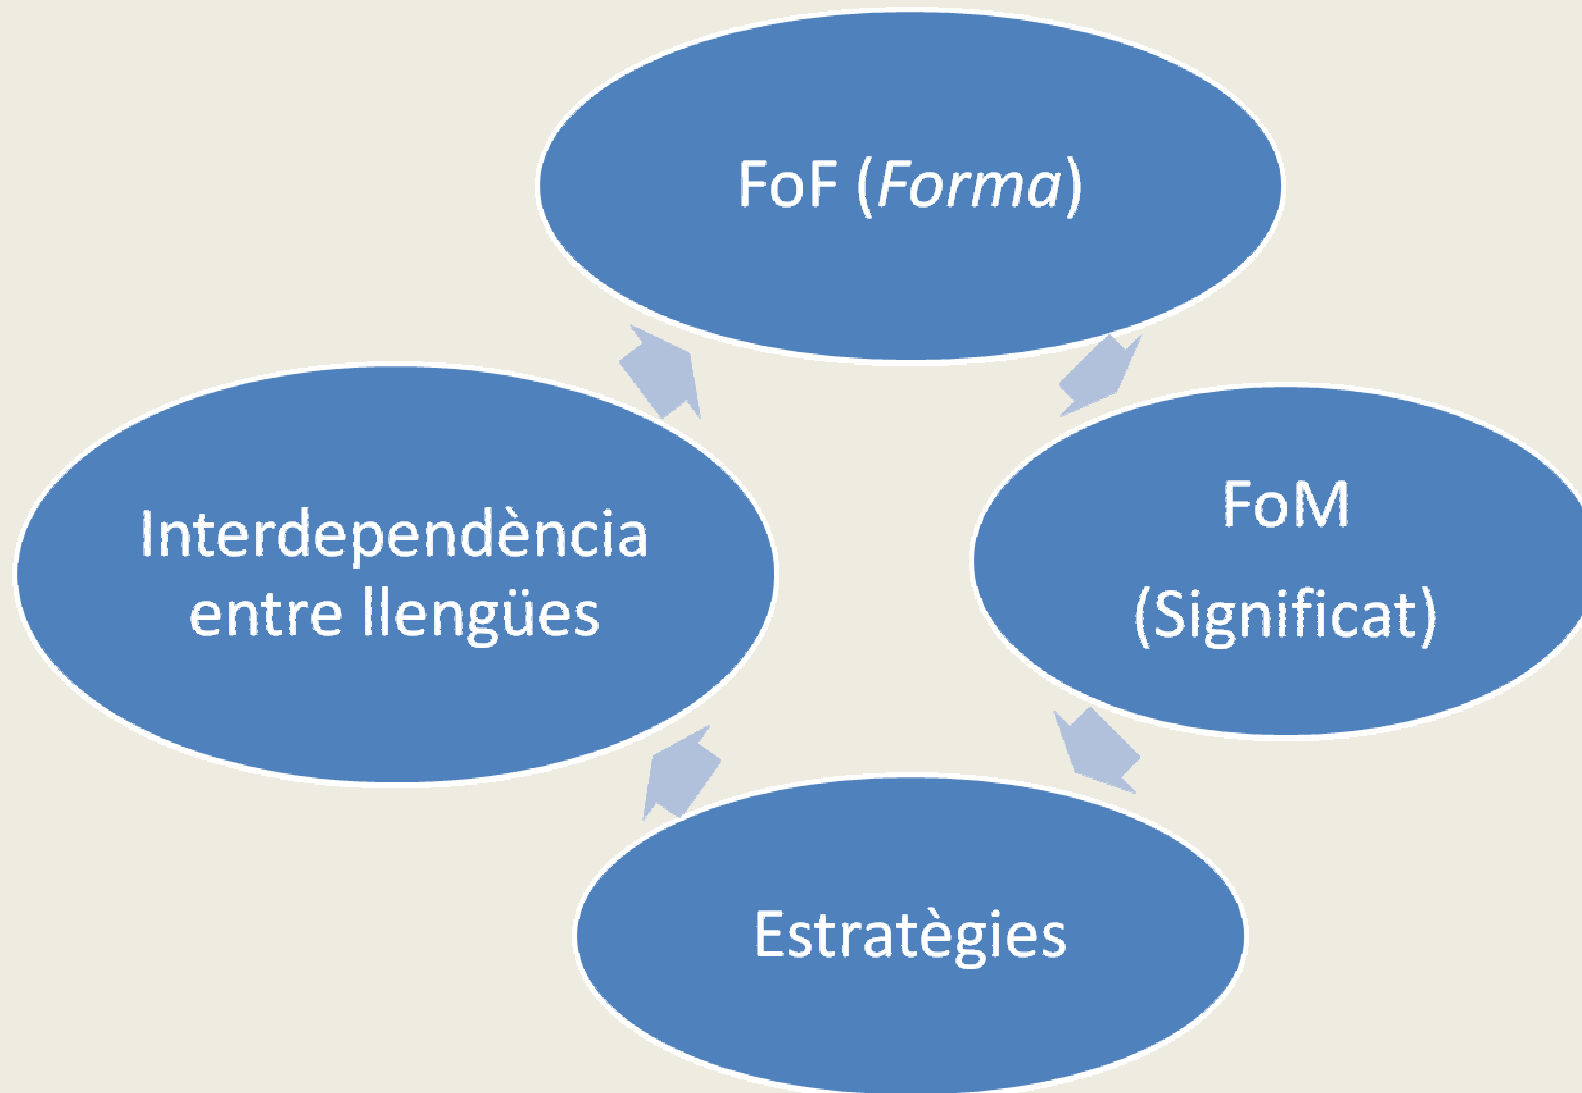 FoF (Forma)
Interdependència
entre llengües
FoM
(Significat)
Estratègies